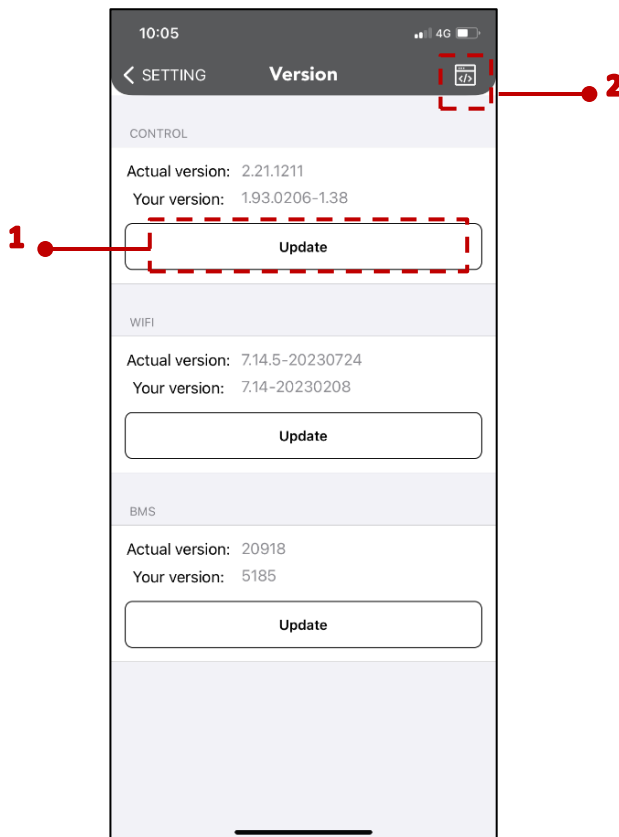 10:05
4G
SETTING
Version
2
CONTROL
Actual version: 2.21.1211
Your version: 1.93.0206-1.38
1
Update
WIFI
Actual version: 7.14.5-20230724
Your version: 7.14-20230208
Update
BMS
Actual version: 20918
Your version: 5185
Update